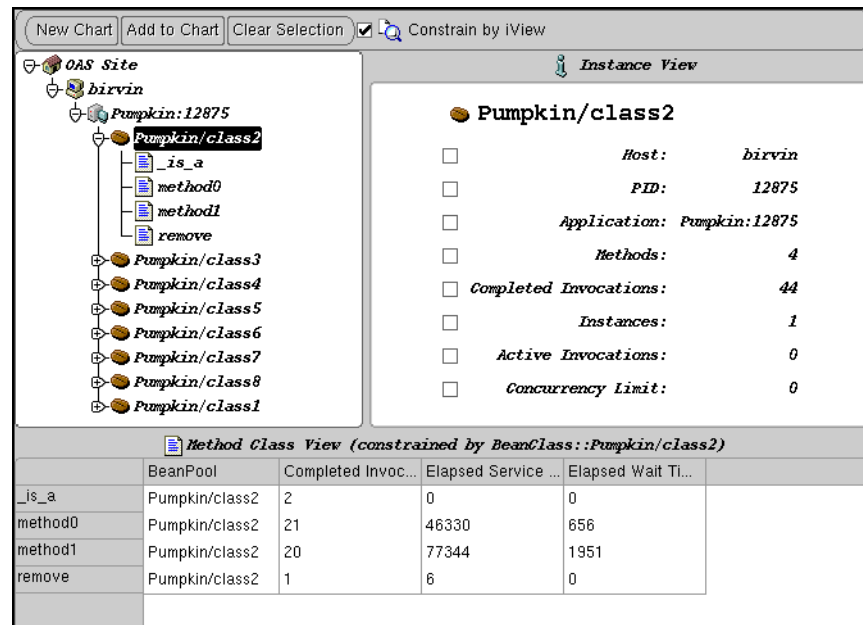 New Chart Add to Chart Clear Selection Constrain by iView
OAS Site
birvin
Pumpkin:12875
Pumpkin/class2
_is_a
method0
method1
remove
Pumpkin/class3
Pumpkin/class4
Pumpkin/class5
Pumpkin/class6
Pumpkin/class7
Pumpkin/class8
Pumpkin/class1
Instance View
Pumpkin/class2
Host: birvin
PID: 12875
Application: Pumpkin:12875
Methods: 4
Completed Invocations: 44
Instances: 1
Active Invocations: 0
Concurrency Limit: 0
Method Class View (constrained by BeanClass::Pumpkin/class2)
BeanPool Completed Invoc... Elapsed Service ... Elapsed Wait Ti...
_is_a Pumpkin/class2 2 0 0
method0 Pumpkin/class2 21 46330 656
method1 Pumpkin/class2 20 77344 1951
remove Pumpkin/class2 1 6 0